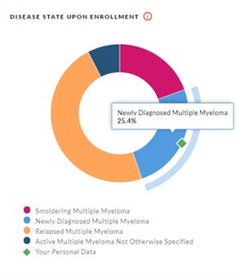 DISEASE STATE UPON ENROLLMENT
Newly Diagnosed Multiple Myeloma
25.4%
Smoldering Multiple Myeloma
Newly Diagnosed Multiple Myeloma
Relapsed Multiple Myeloma
Active Multiple Myeloma Not Otherwise Specified
Your Personal Data